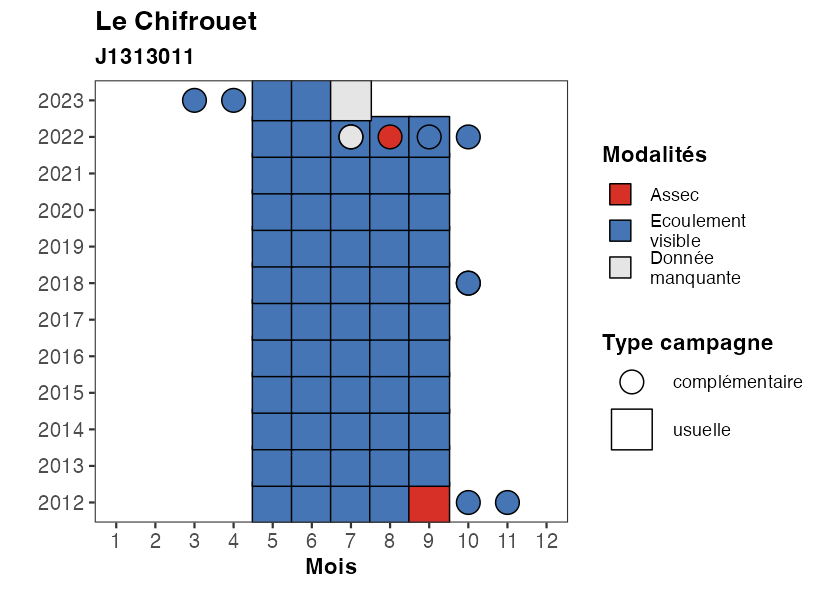 Le Chifrouet
J1313011
2023
2022
2021
2020
2019
2018
2017
2016
2015
2014
2013
2012
1 2 3 4 5 6 7 8 9 10 11 12
Mois
Modalités
Assec
Ecoulement
visible
Donnée
manquante
Type campagne
complémentaire
usuelle